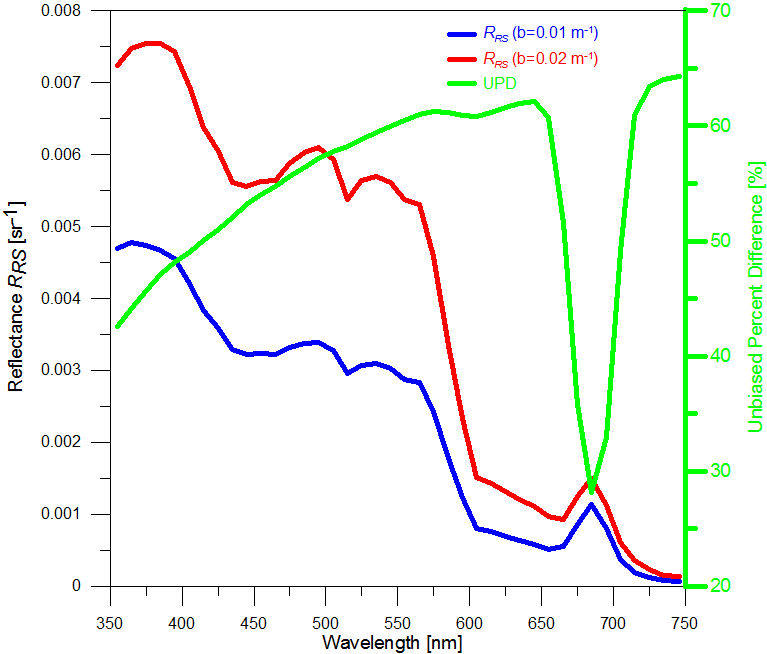 0.008
0.007
0.006
0.005
0.004
0.003
0.002
0.001
0
Reflectance RRS [sr⁻¹]
RRS (b=0.01 m⁻¹)
RRS (b=0.02 m⁻¹)
UPD
70
60
50
40
30
20
Unbiased Percent Difference [%]
350 400 450 500 550 600 650 700 750
Wavelength [nm]